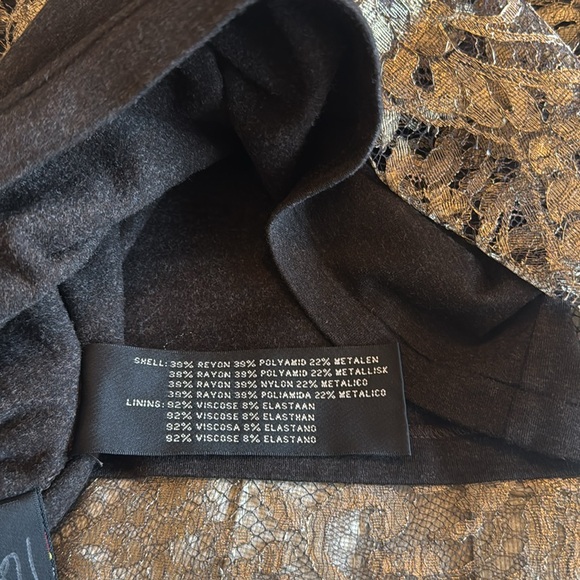 SHELL: 39% REYON 39% POLYAMID 22% METALEN
39% RAYON 39% POLYAMID 22% METALLISK
39% RAYON 39% NYLON 22% METALICO
39% RAYON 39% POLIAMIDA 22% METALICO
LINING: 92% VISCOSE 8% ELASTAAN
92% VISCOSE 8% ELASTHAN
92% VISCOSA 8% ELASTANO
92% VISCOSE 8% ELASTANO